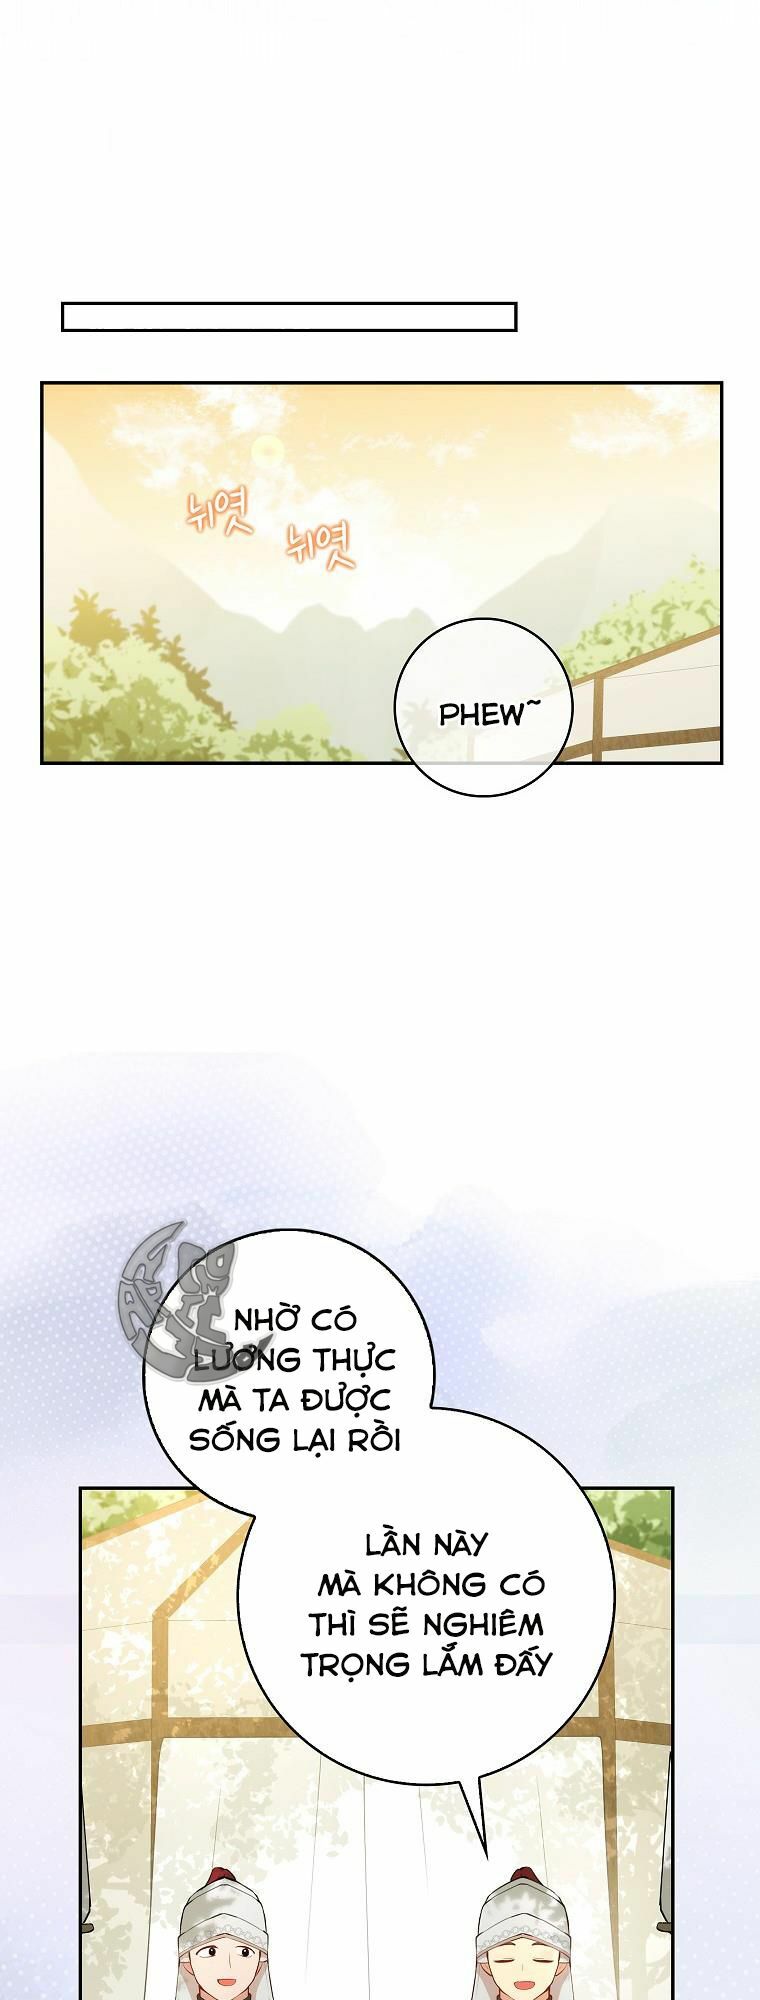 뉘엿
뉘엿
PHEW~
NHỜ CÓ
LƯƠNG THỰC
MÀ TA ĐƯỢC
SỐNG LẠI RỒI
LẦN NÀY
MÀ KHÔNG CÓ
THÌ SẼ NGHIÊM
TRỌNG LẮM ĐẤY